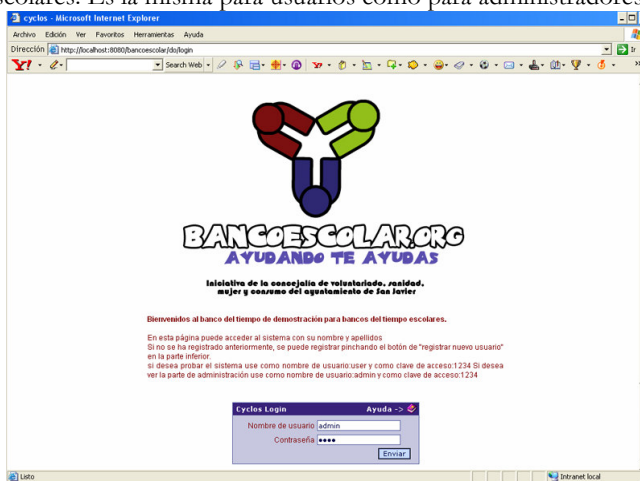 scolares. Es la misma para usuarios como para administradores
cyclos - Microsoft Internet Explorer
Archivo Edición Ver Favoritos Herramientas Ayuda
Dirección http://localhost:8080/bancoescolar/do/login Ir
Y! Search Web
BANCOESCOLAR.ORG
AYUDANDO TE AYUDAS
Iniciativa de la concejalía de voluntariado, sanidad,
mujer y consumo del ayuntamiento de San Javier
Bienvenidos al banco del tiempo de demostración para bancos del tiempo escolares.
En esta página puede acceder al sistema con su nombre y apellidos
Si no se ha registrado anteriormente, se puede registrar pinchando el botón de "registrar nuevo usuario"
en la parte inferior.
si desea probar el sistema use como nombre de usuario:user y como clave de acceso:1234 Si desea
ver la parte de administración use como nombre de usuario:admin y como clave de acceso:1234
Cyclos Login Ayuda ->
Nombre de usuario admin
Contraseña ••••
Enviar
Listo Intranet local